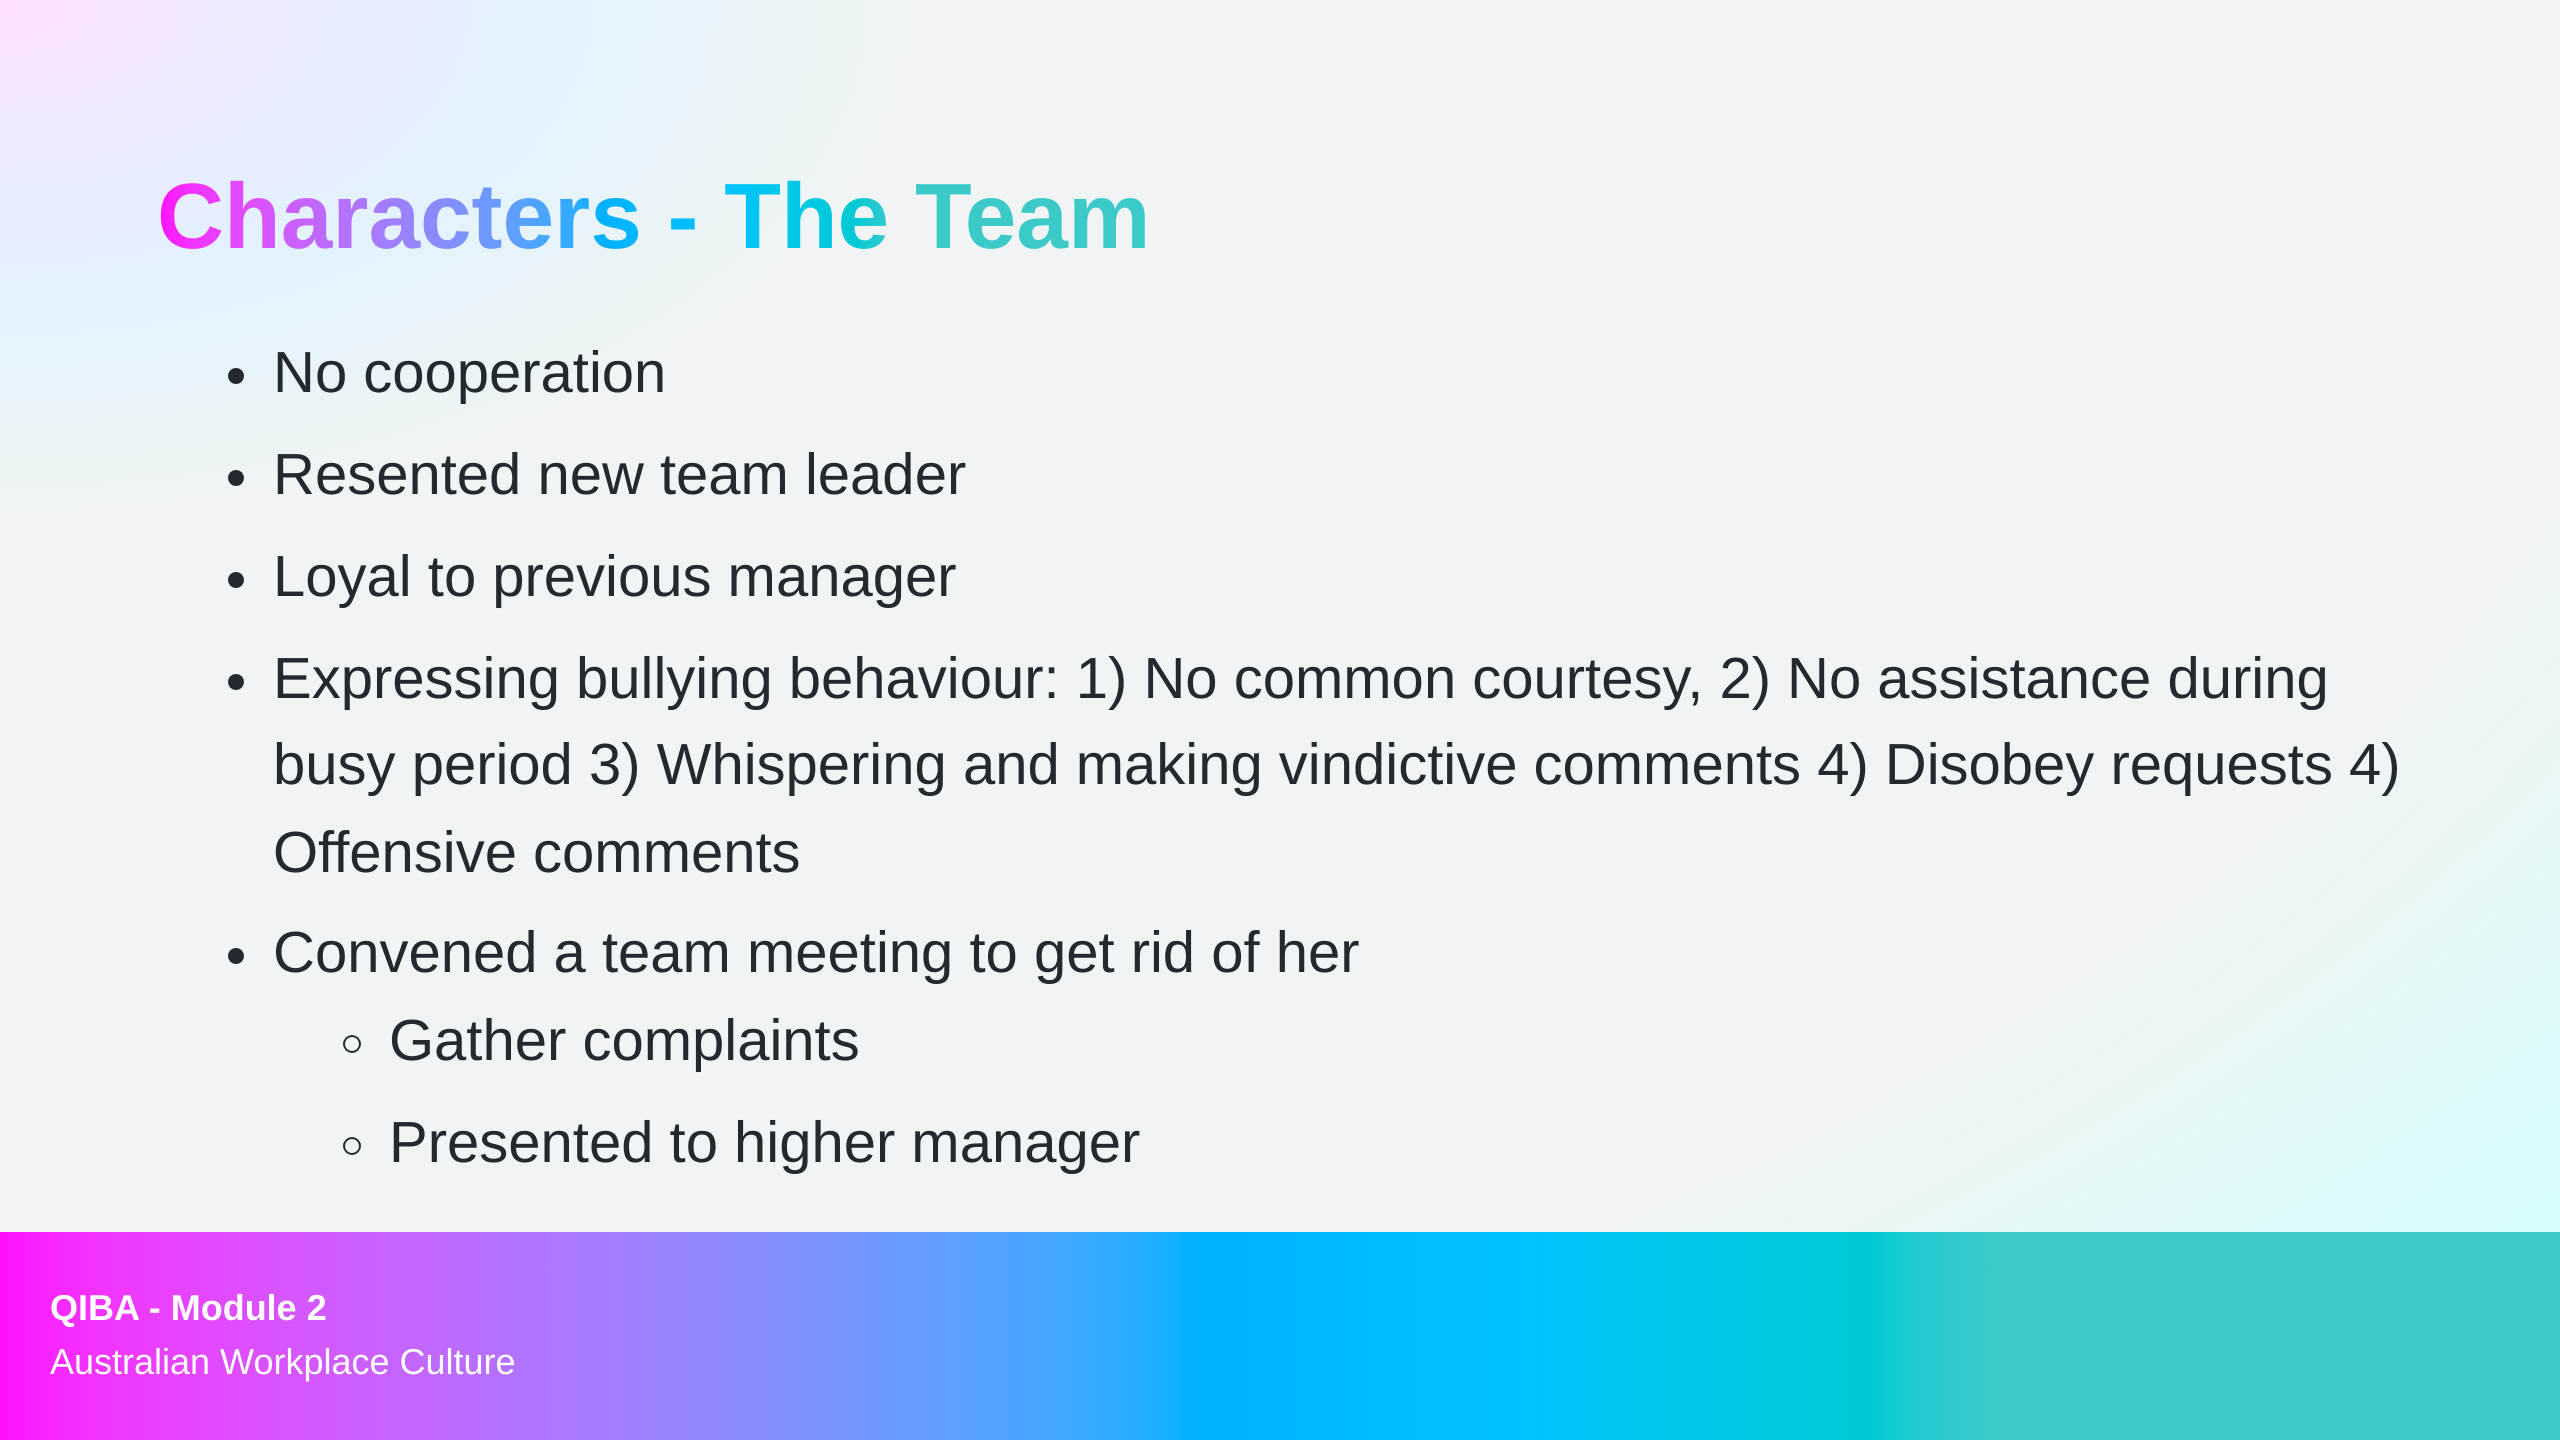 Characters - The Team
• No cooperation
• Resented new team leader
• Loyal to previous manager
• Expressing bullying behaviour: 1) No common courtesy, 2) No assistance during
busy period 3) Whispering and making vindictive comments 4) Disobey requests 4)
Offensive comments
• Convened a team meeting to get rid of her
◦ Gather complaints
◦ Presented to higher manager
QIBA - Module 2
Australian Workplace Culture